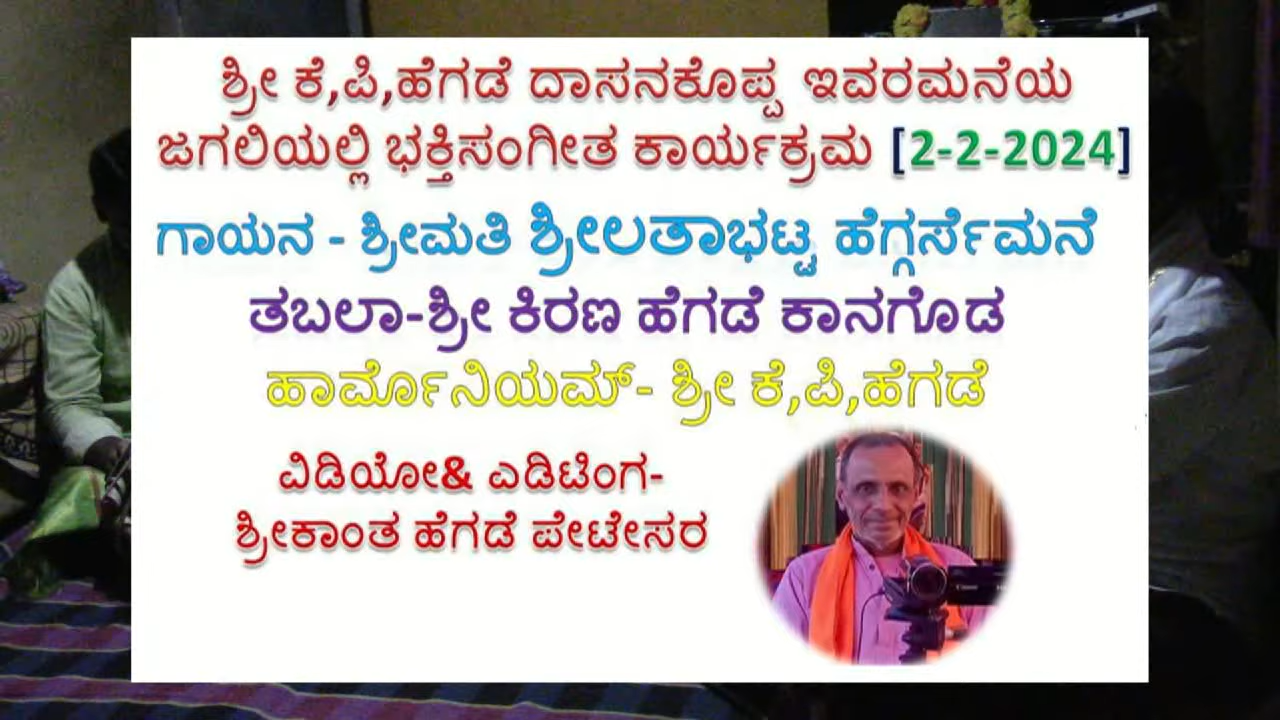 ಶ್ರೀ ಕೆ,ಪಿ,ಹೆಗಡೆ ದಾಸನಕೊಪ್ಪ ಇವರಮನೆಯ
ಜಗಲಿಯಲ್ಲಿ ಭಕ್ತಿಸಂಗೀತ ಕಾರ್ಯಕ್ರಮ [2-2-2024]
ಗಾಯನ - ಶ್ರೀಮತಿ ಶ್ರೀಲತಾಭಟ್ಟ ಹೆಗ್ಗರ್ಸೆಮನೆ
ತಬಲಾ-ಶ್ರೀ ಕಿರಣ ಹೆಗಡೆ ಕಾನಗೊಡ
ಹಾರ್ಮೊನಿಯಮ್- ಶ್ರೀ ಕೆ,ಪಿ,ಹೆಗಡೆ
ವಿಡಿಯೋ& ಎಡಿಟಿಂಗ-
ಶ್ರೀಕಾಂತ ಹೆಗಡೆ ಪೇಟೇಸರ